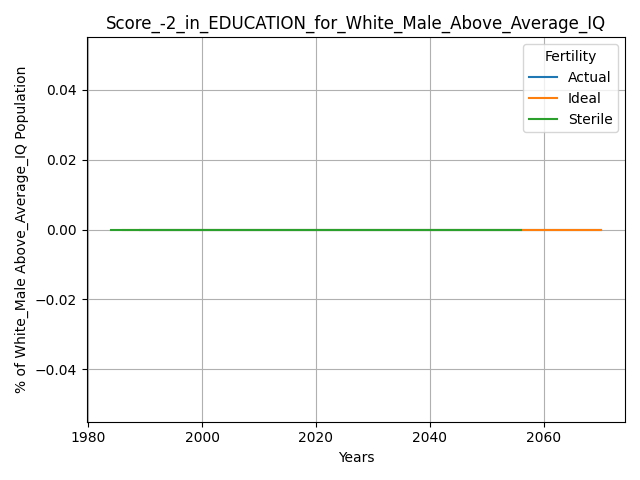 Score_-2_in_EDUCATION_for_White_Male_Above_Average_IQ
Fertility
Actual
Ideal
Sterile
% of White_Male Above_Average_IQ Population
0.04
0.02
0.00
−0.02
−0.04
1980 2000 2020 2040 2060
Years